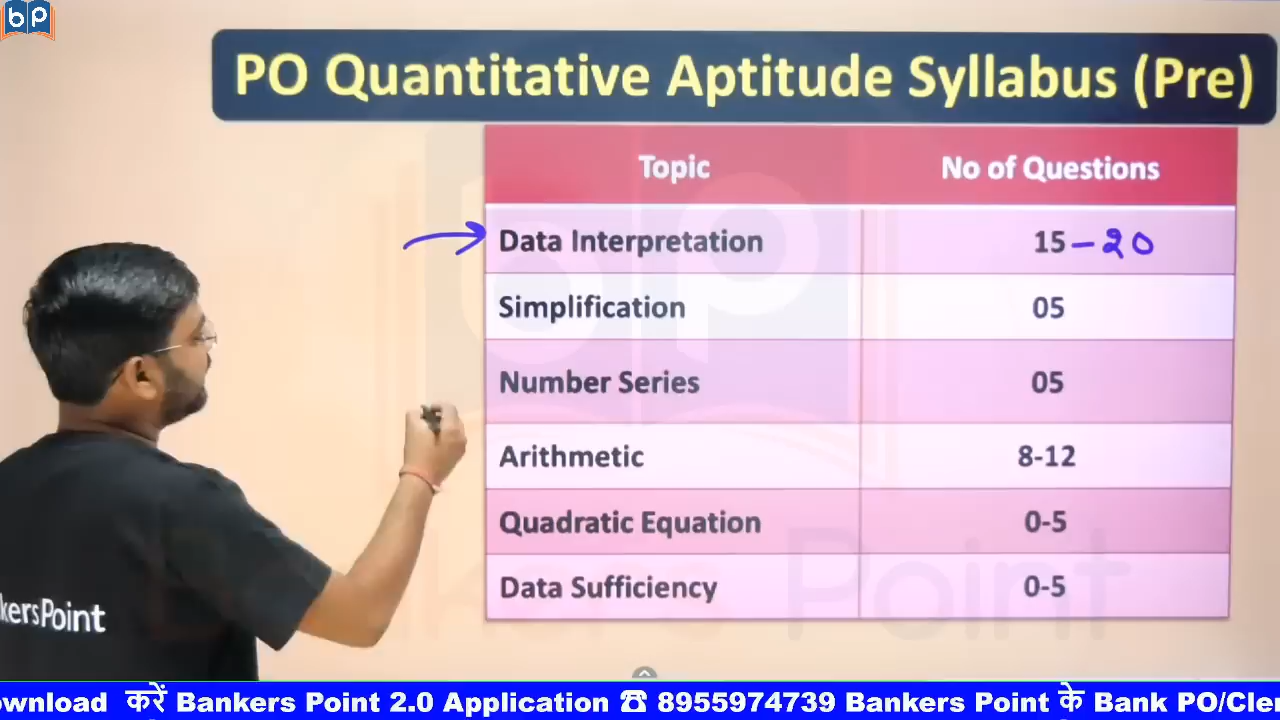 bp
PO Quantitative Aptitude Syllabus (Pre)
Topic No of Questions
Data Interpretation 15 - 20
Simplification 05
Number Series 05
Arithmetic 8-12
Quadratic Equation 0-5
Data Sufficiency 0-5
Bankers Point
kersPoint
ownload करें Bankers Point 2.0 Application ☎ 8955974739 Bankers Point के Bank PO/Cler